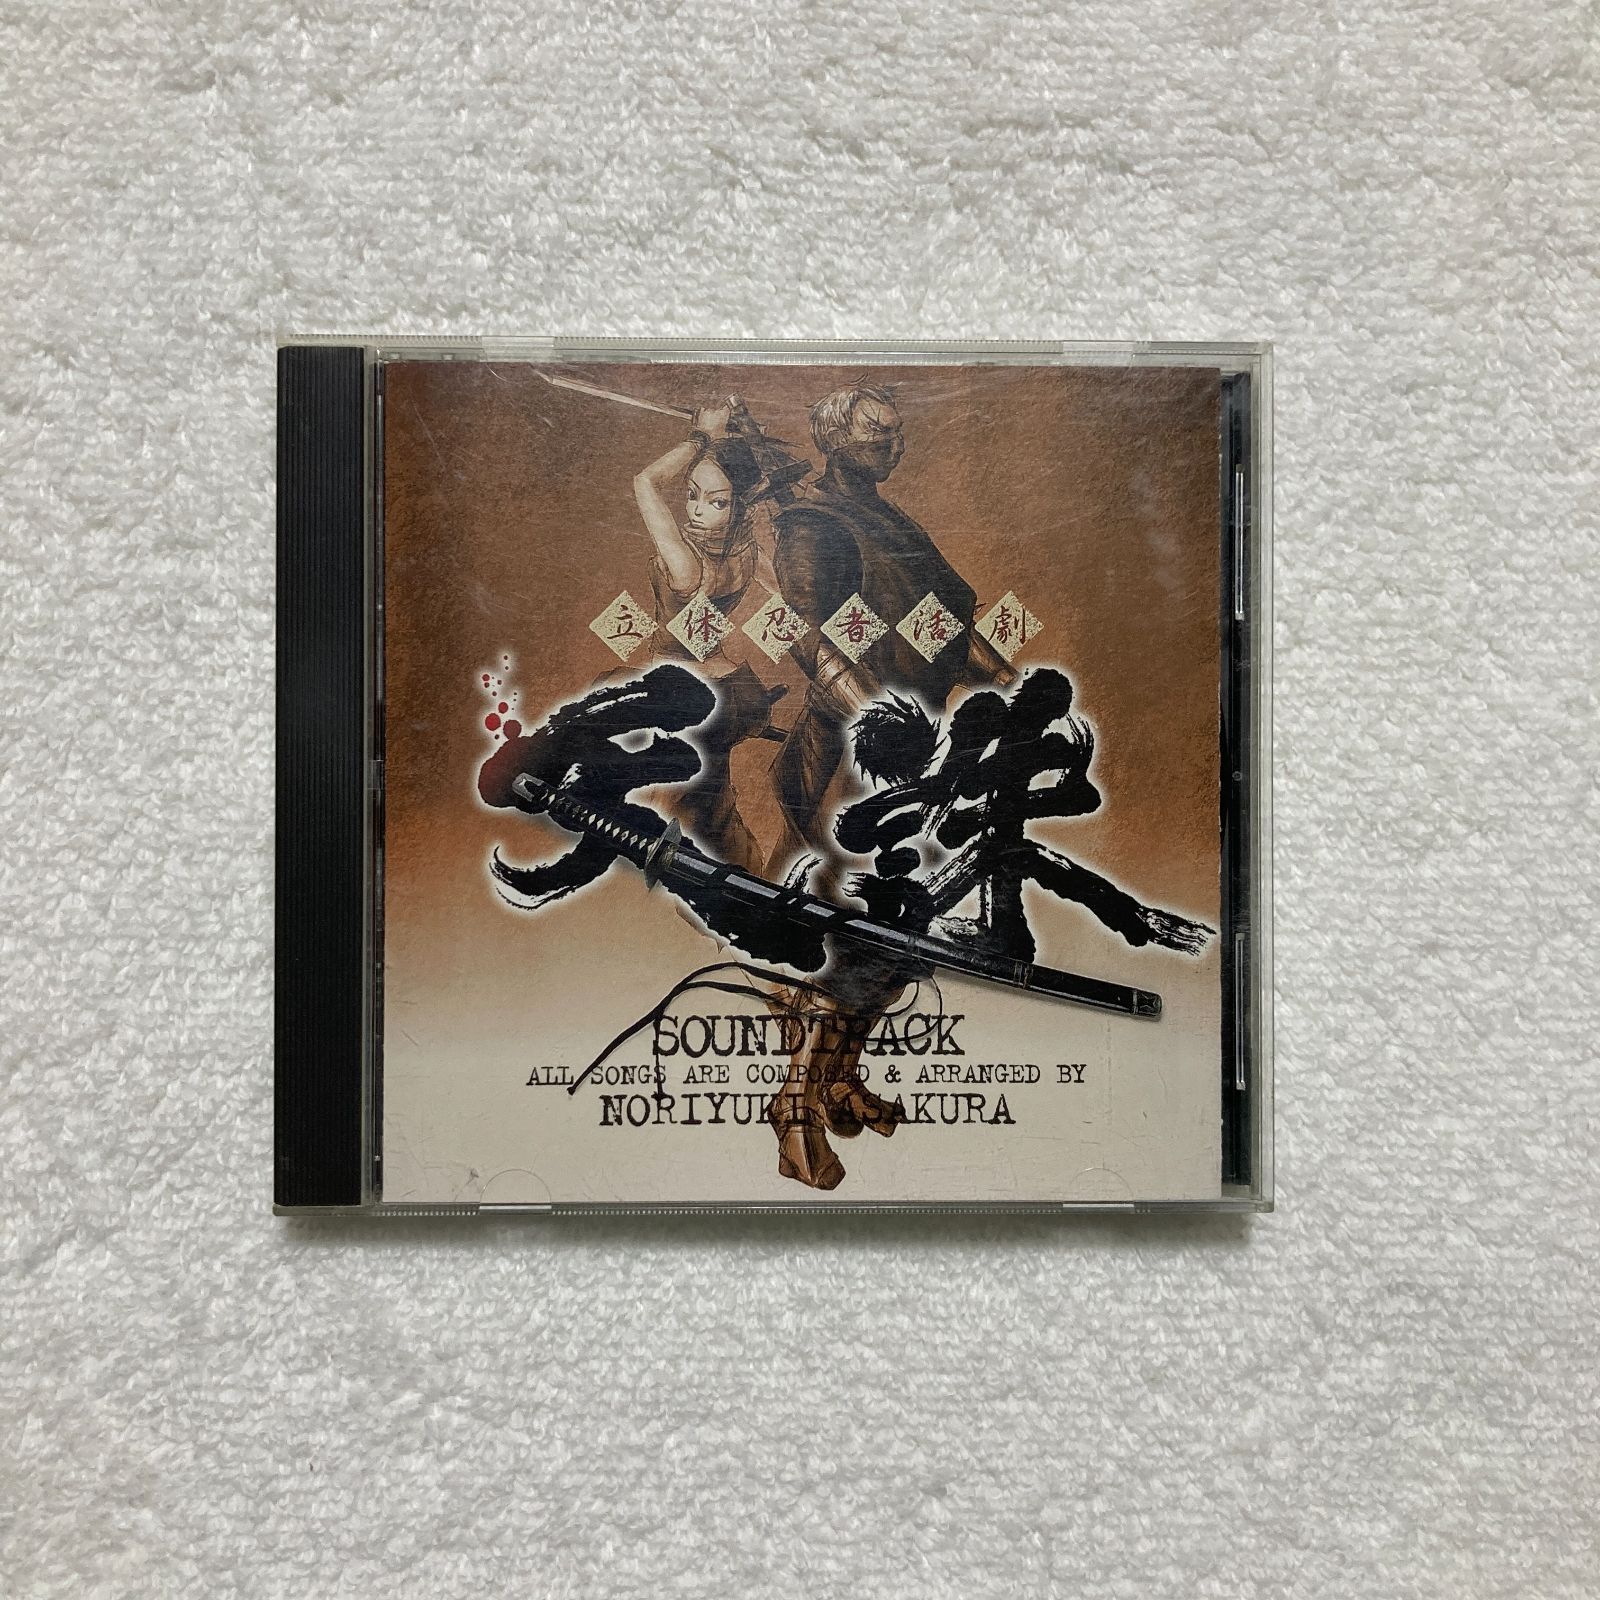 立体忍者活劇
天誅
SOUNDTRACK
ALL SONGS ARE COMPOSED & ARRANGED BY
NORIYUKI ASAKURA